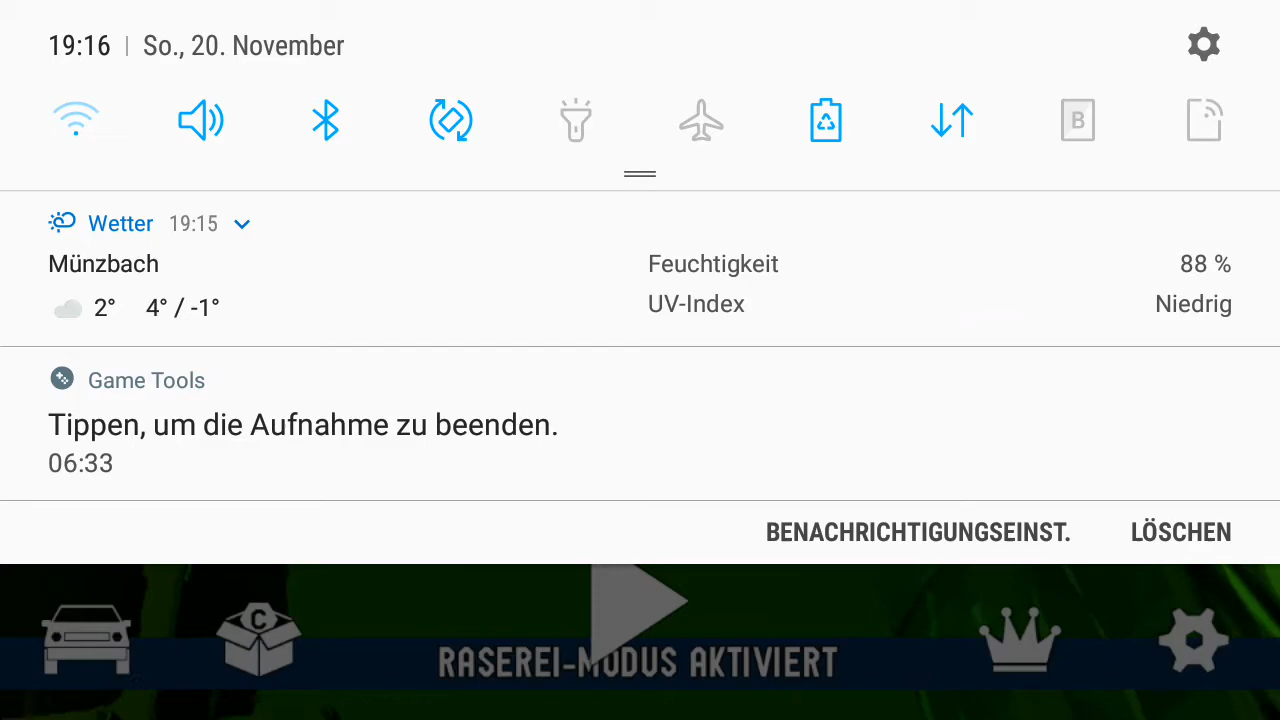 19:16 | So., 20. November
B
Wetter 19:15
Münzbach
2° 4° / -1°
Feuchtigkeit 88 %
UV-Index Niedrig
Game Tools
Tippen, um die Aufnahme zu beenden.
06:33
BENACHRICHTIGUNGSEINST. LÖSCHEN
C
RASEREI-MODUS AKTIVIERT